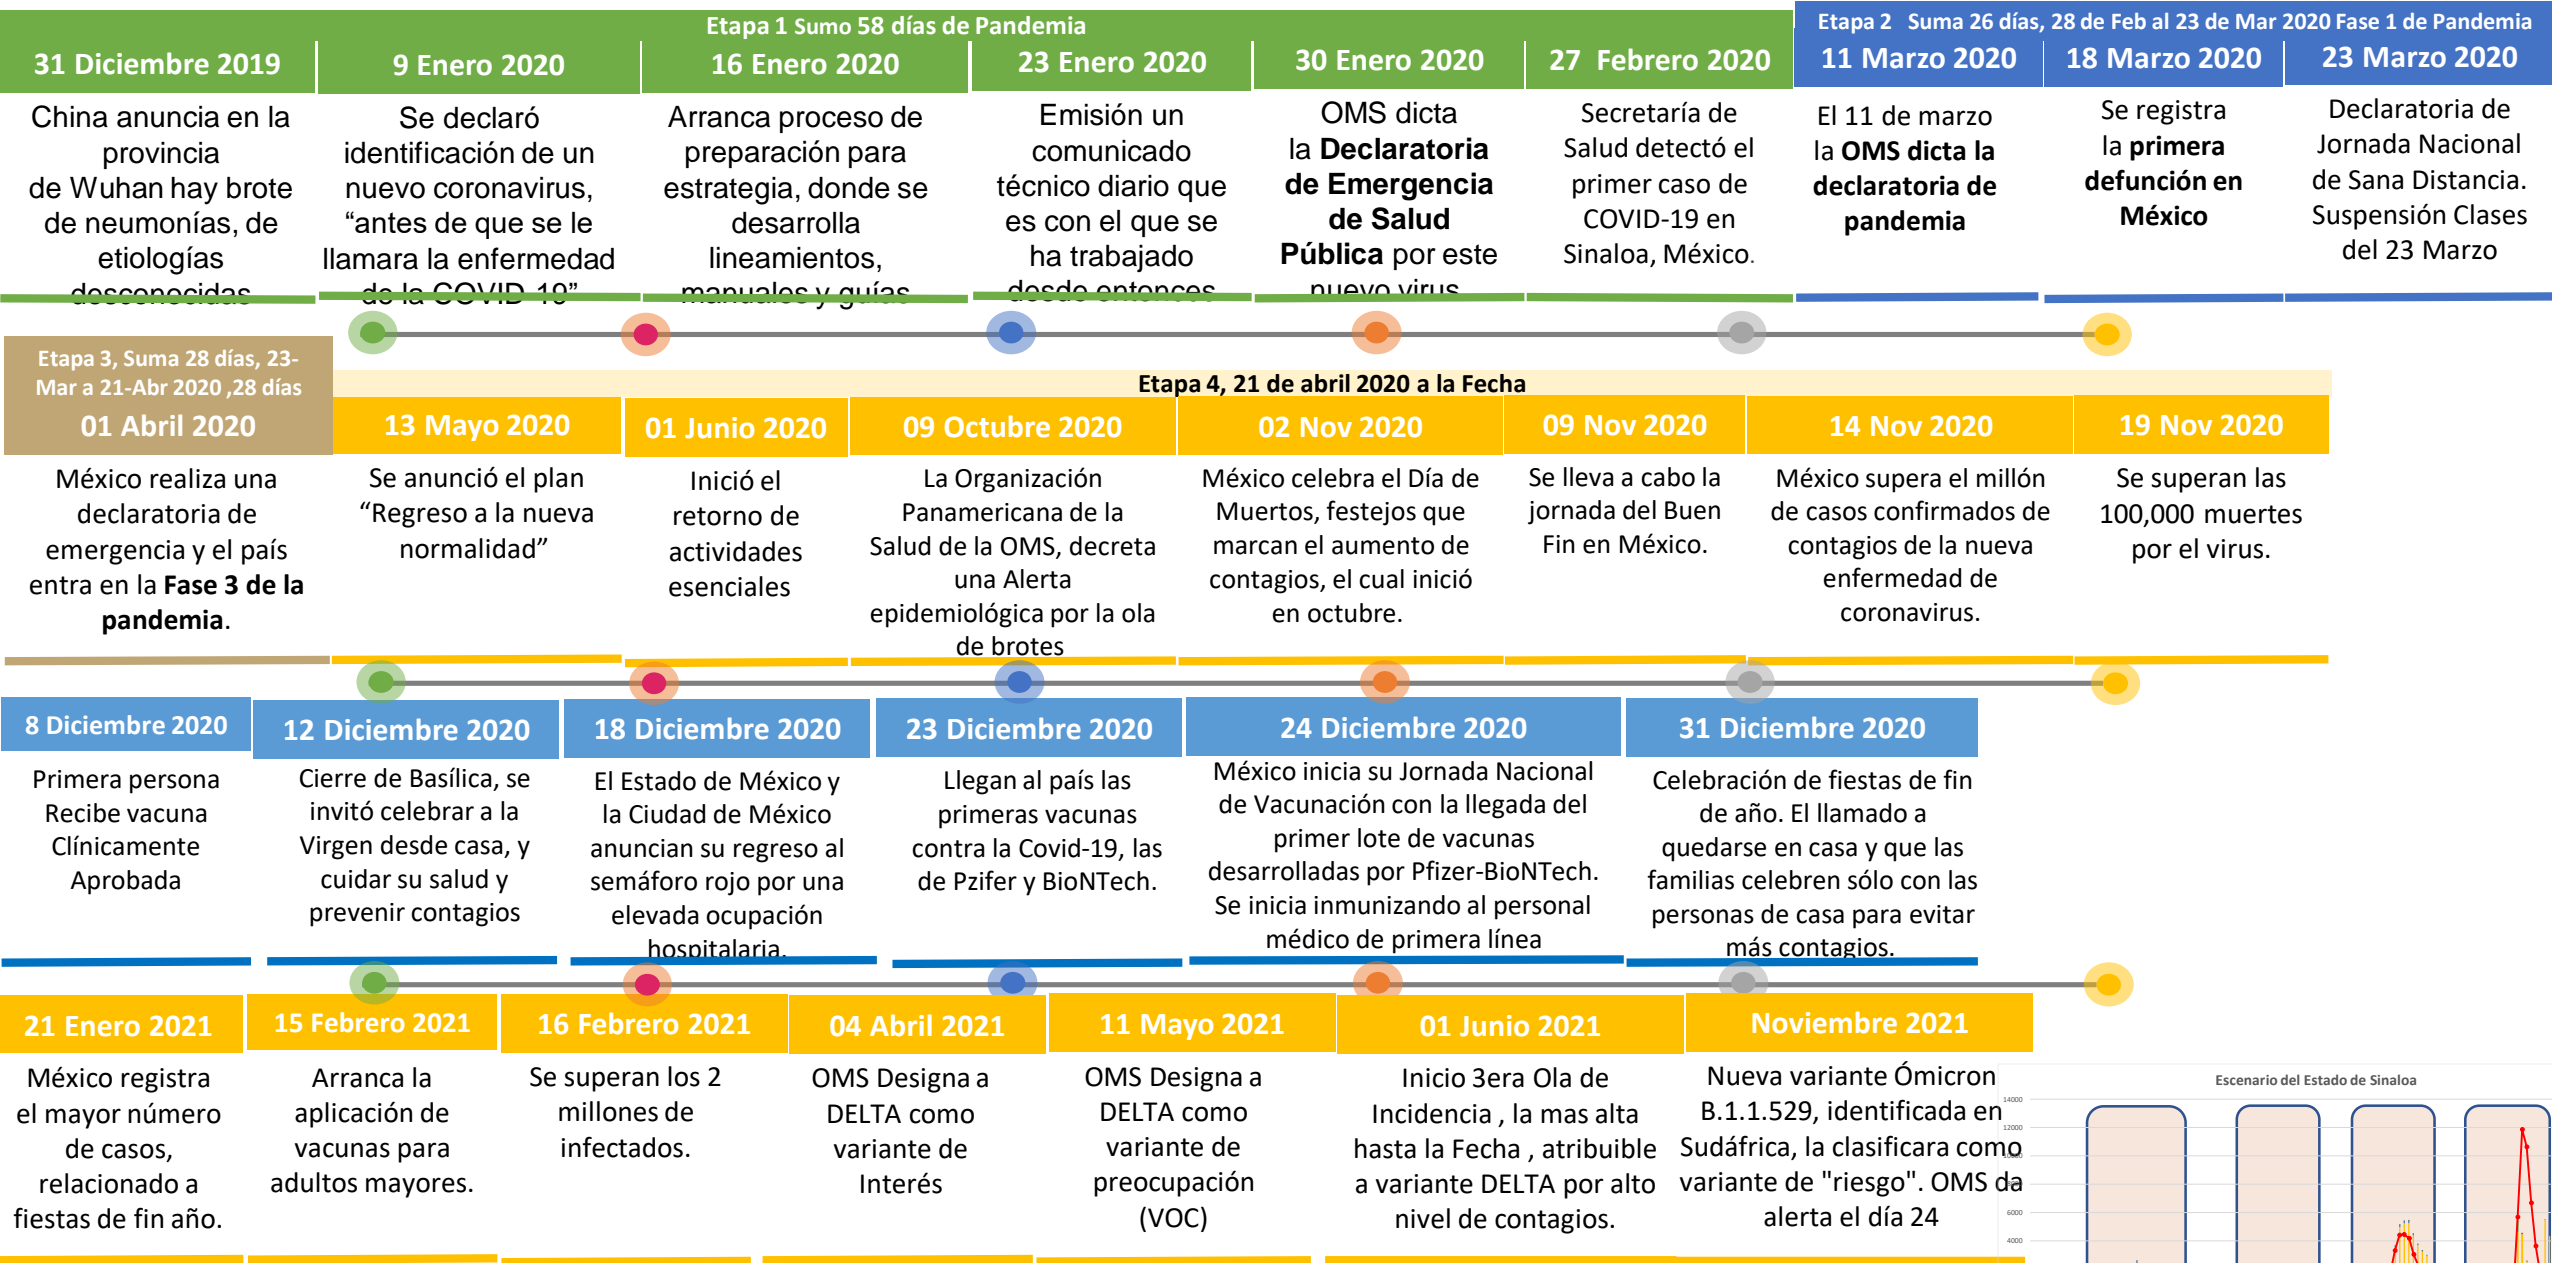 Etapa 1 Sumo 58 días de Pandemia
Etapa 2 Suma 26 días, 28 de Feb al 23 de Mar 2020 Fase 1 de Pandemia
31 Diciembre 2019
China anuncia en la
provincia
de Wuhan hay brote
de neumonías, de
etiologías
desconocidas
9 Enero 2020
Se declaró
identificación de un
nuevo coronavirus,
“antes de que se le
llamara la enfermedad
de la COVID-19”
16 Enero 2020
Arranca proceso de
preparación para
estrategia, donde se
desarrolla
lineamientos,
manuales y guías
23 Enero 2020
Emisión un
comunicado
técnico diario que
es con el que se
ha trabajado
desde entonces
30 Enero 2020
OMS dicta
la Declaratoria
de Emergencia
de Salud
Pública por este
nuevo virus
27 Febrero 2020
Secretaría de
Salud detectó el
primer caso de
COVID-19 en
Sinaloa, México.
11 Marzo 2020
El 11 de marzo
la OMS dicta la
declaratoria de
pandemia
18 Marzo 2020
Se registra
la primera
defunción en
México
23 Marzo 2020
Declaratoria de
Jornada Nacional
de Sana Distancia.
Suspensión Clases
del 23 Marzo
Etapa 3, Suma 28 días, 23-
Mar a 21-Abr 2020 ,28 días
01 Abril 2020
México realiza una
declaratoria de
emergencia y el país
entra en la Fase 3 de la
pandemia.
Etapa 4, 21 de abril 2020 a la Fecha
13 Mayo 2020
Se anunció el plan
“Regreso a la nueva
normalidad”
01 Junio 2020
Inició el
retorno de
actividades
esenciales
09 Octubre 2020
La Organización
Panamericana de la
Salud de la OMS, decreta
una Alerta
epidemiológica por la ola
de brotes
02 Nov 2020
México celebra el Día de
Muertos, festejos que
marcan el aumento de
contagios, el cual inició
en octubre.
09 Nov 2020
Se lleva a cabo la
jornada del Buen
Fin en México.
14 Nov 2020
México supera el millón
de casos confirmados de
contagios de la nueva
enfermedad de
coronavirus.
19 Nov 2020
Se superan las
100,000 muertes
por el virus.
8 Diciembre 2020
Primera persona
Recibe vacuna
Clínicamente
Aprobada
12 Diciembre 2020
Cierre de Basílica, se
invitó celebrar a la
Virgen desde casa, y
cuidar su salud y
prevenir contagios
18 Diciembre 2020
El Estado de México y
la Ciudad de México
anuncian su regreso al
semáforo rojo por una
elevada ocupación
hospitalaria.
23 Diciembre 2020
Llegan al país las
primeras vacunas
contra la Covid-19, las
de Pzifer y BioNTech.
24 Diciembre 2020
México inicia su Jornada Nacional
de Vacunación con la llegada del
primer lote de vacunas
desarrolladas por Pfizer-BioNTech.
Se inicia inmunizando al personal
médico de primera línea
31 Diciembre 2020
Celebración de fiestas de fin
de año. El llamado a
quedarse en casa y que las
familias celebren sólo con las
personas de casa para evitar
más contagios.
21 Enero 2021
México registra
el mayor número
de casos,
relacionado a
fiestas de fin año.
15 Febrero 2021
Arranca la
aplicación de
vacunas para
adultos mayores.
16 Febrero 2021
Se superan los 2
millones de
infectados.
04 Abril 2021
OMS Designa a
DELTA como
variante de
Interés
11 Mayo 2021
OMS Designa a
DELTA como
variante de
preocupación
(VOC)
01 Junio 2021
Inicio 3era Ola de
Incidencia , la mas alta
hasta la Fecha , atribuible
a variante DELTA por alto
nivel de contagios.
Noviembre 2021
Nueva variante Ómicron
B.1.1.529, identificada en
Sudáfrica, la clasificara como
variante de "riesgo". OMS da
alerta el día 24
Escenario del Estado de Sinaloa
14000
12000
10000
6000
4000